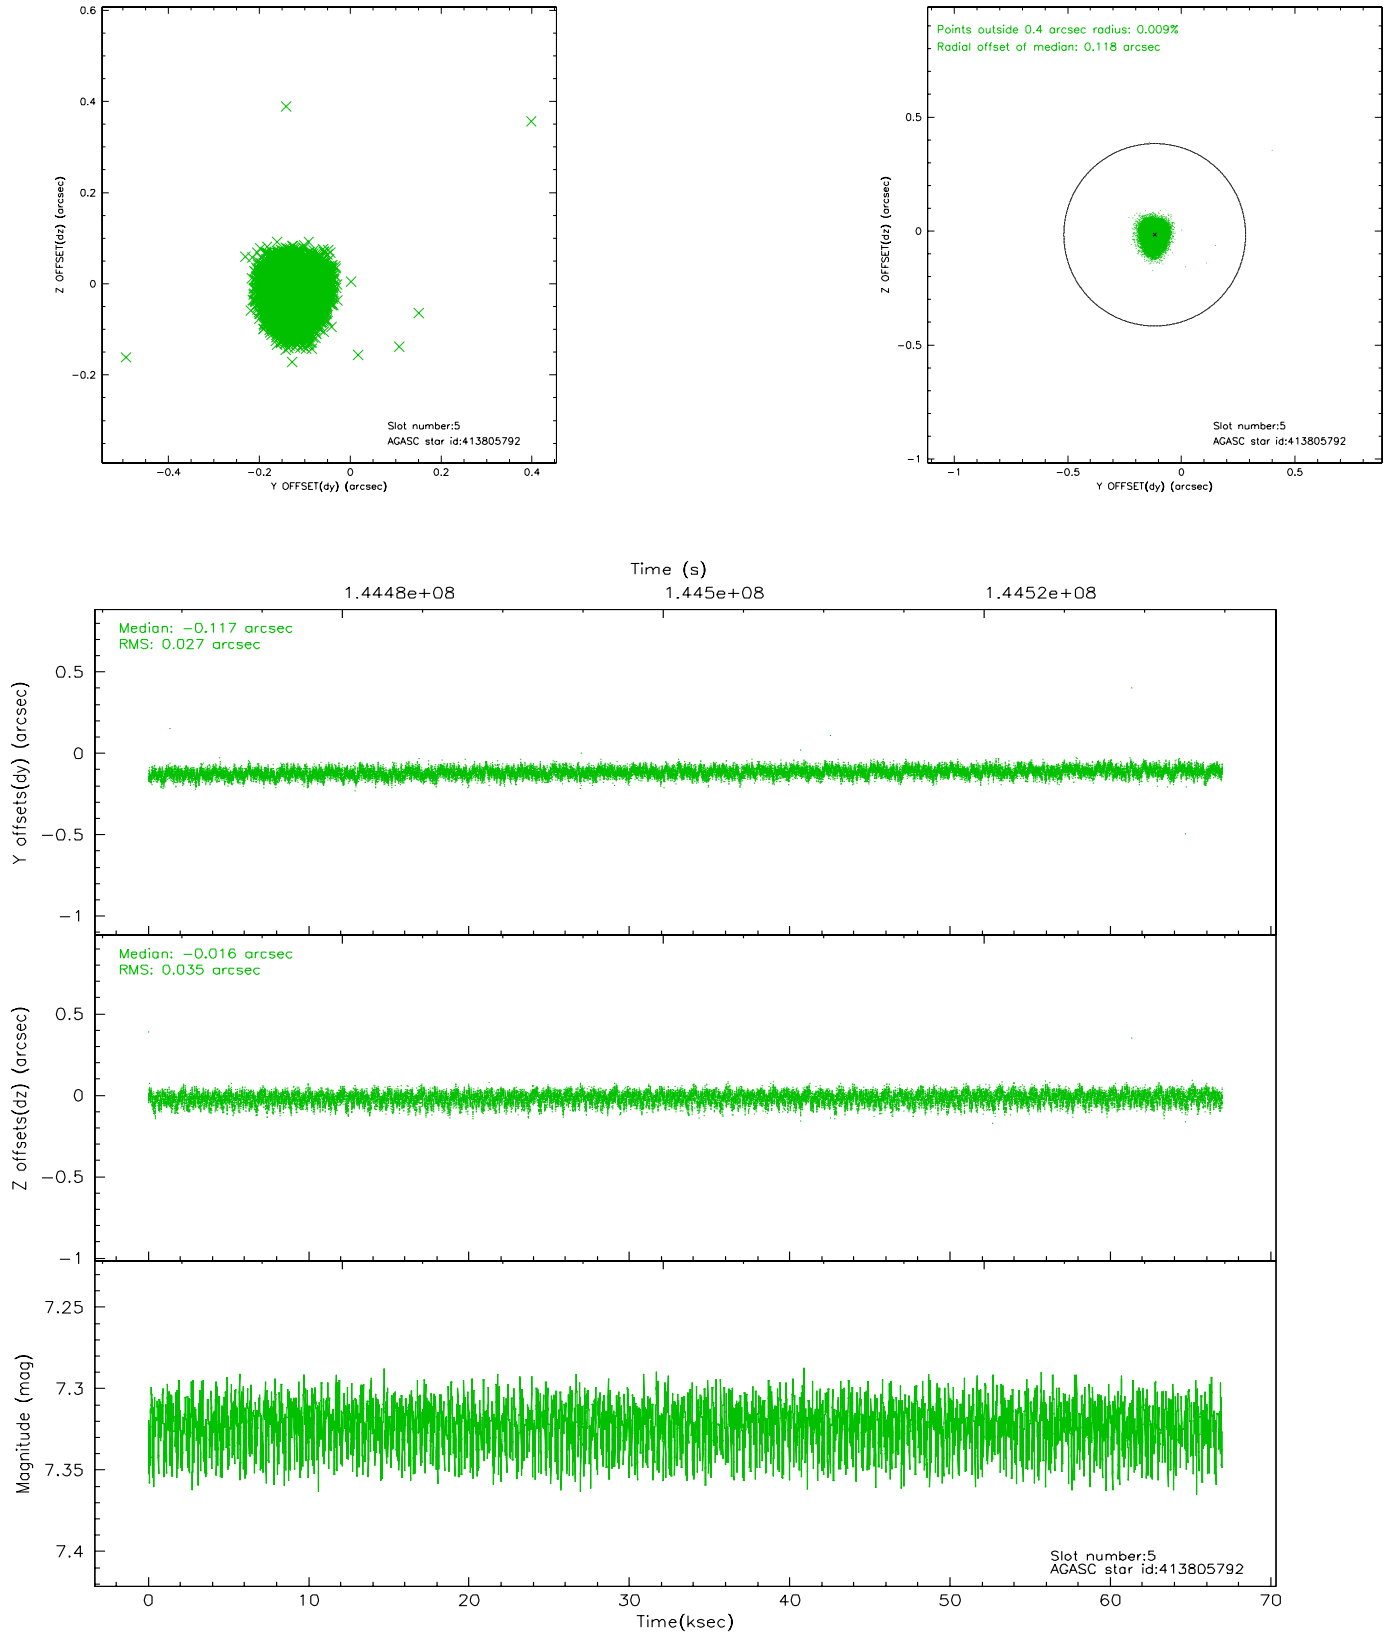 0.6
0.4
0.2
0
−0.2
Z OFFSET(dz) (arcsec)
Slot number:5
AGASC star id:413805792
−0.4 −0.2 0 0.2 0.4
Y OFFSET(dy) (arcsec)
Points outside 0.4 arcsec radius: 0.009%
Radial offset of median: 0.118 arcsec
0.5
0
−0.5
−1
Z OFFSET(dz) (arcsec)
Slot number:5
AGASC star id:413805792
−1 −0.5 0 0.5
Y OFFSET(dy) (arcsec)
Time (s)
1.4448e+08 1.445e+08 1.4452e+08
Median: −0.117 arcsec
RMS: 0.027 arcsec
0.5
0
−0.5
−1
Y offsets(dy) (arcsec)
Median: −0.016 arcsec
RMS: 0.035 arcsec
0.5
0
−0.5
−1
Z offsets(dz) (arcsec)
7.25
7.3
7.35
7.4
Magnitude (mag)
Slot number:5
AGASC star id:413805792
0 10 20 30 40 50 60 70
Time(ksec)